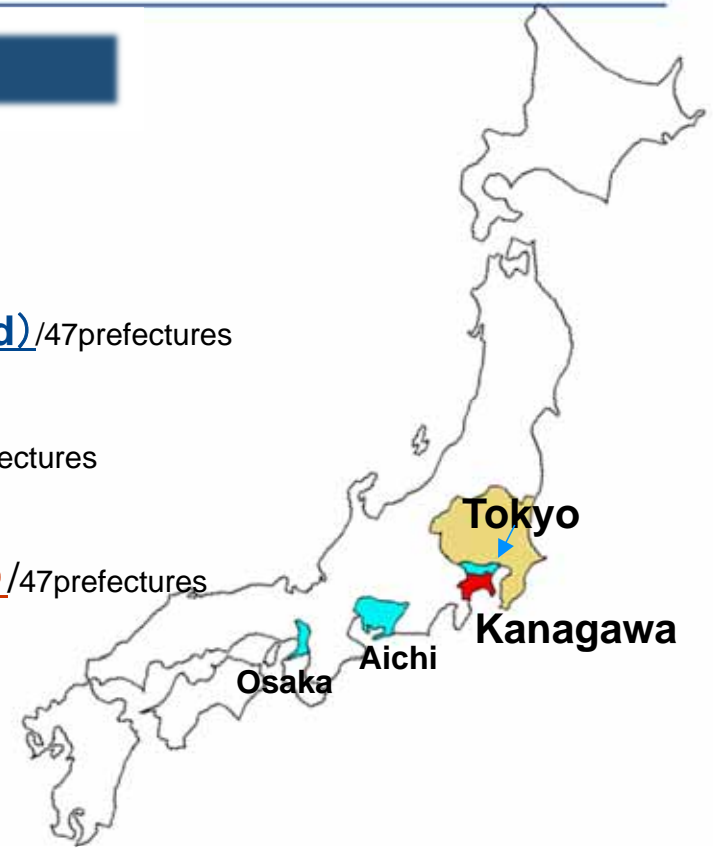 d)/47prefectures
ectures
/47prefectures
Tokyo
Kanagawa
Aichi
Osaka